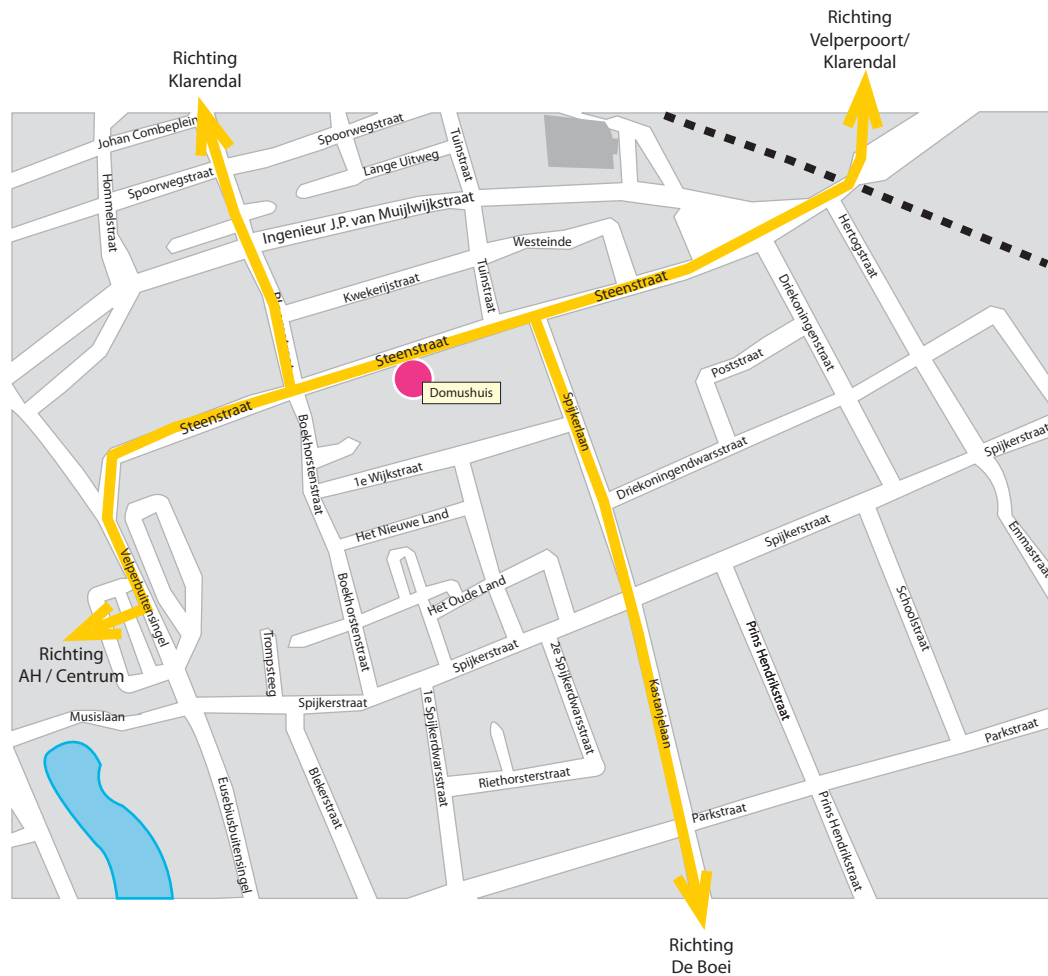 Richting
Velperpoort/
Klarendal
Richting
Klarendal
Johan Combeplein
Spoorwegstraat
Tuinstraat
Lange Uitweg
Spoorwegstraat
Hommelstraat
Ingenieur J.P. van Muijlwijkstraat
Westeinde
Hertogstraat
Kwekerijstraat
Tuinstraat
Steenstraat
Driekoningenstraat
Steenstraat
Poststraat
Domushuis
Steenstraat
Spijkerlaan
Boekhorstenstraat
1e Wijkstraat
Driekoningendwarsstraat
Spijkerstraat
Het Nieuwe Land
Spijkerstraat
Emmastraat
Velperbuitensingel
Boekhorstenstraat
Het Oude Land
Schoolstraat
Trompsteeg
Richting
AH / Centrum
Spijkerstraat
2e Spijkerdwarsstraat
Prins Hendrikstraat
Kastanjelaan
Spijkerstraat
1e Spijkerdwarsstraat
Musislaan
Parkstraat
Riethorsterstraat
Eusebiusbuitensingel
Blekerstraat
Parkstraat
Prins Hendrikstraat
Richting
De Boei